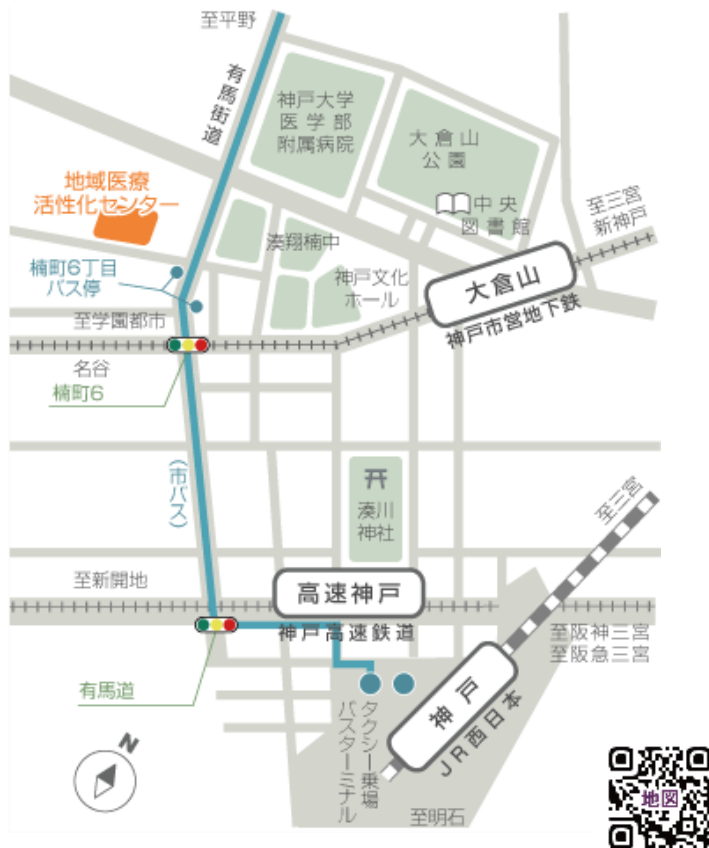 至平野
有馬街道
神戸大学
医学部
附属病院
大倉山
公園
地域医療
活性化センター
中央
図書館
至三宮
新神戸
湊翔楠中
楠町6丁目
バス停
神戸文化
ホール
大倉山
神戸市営地下鉄
至学園都市
名谷
楠町6
(市バス)
湊川
神社
至三宮
至新開地
高速神戸
神戸高速鉄道
至阪神三宮
至阪急三宮
有馬道
神戸
JR西日本
タクシー乗場
バスターミナル
N
至明石
地図